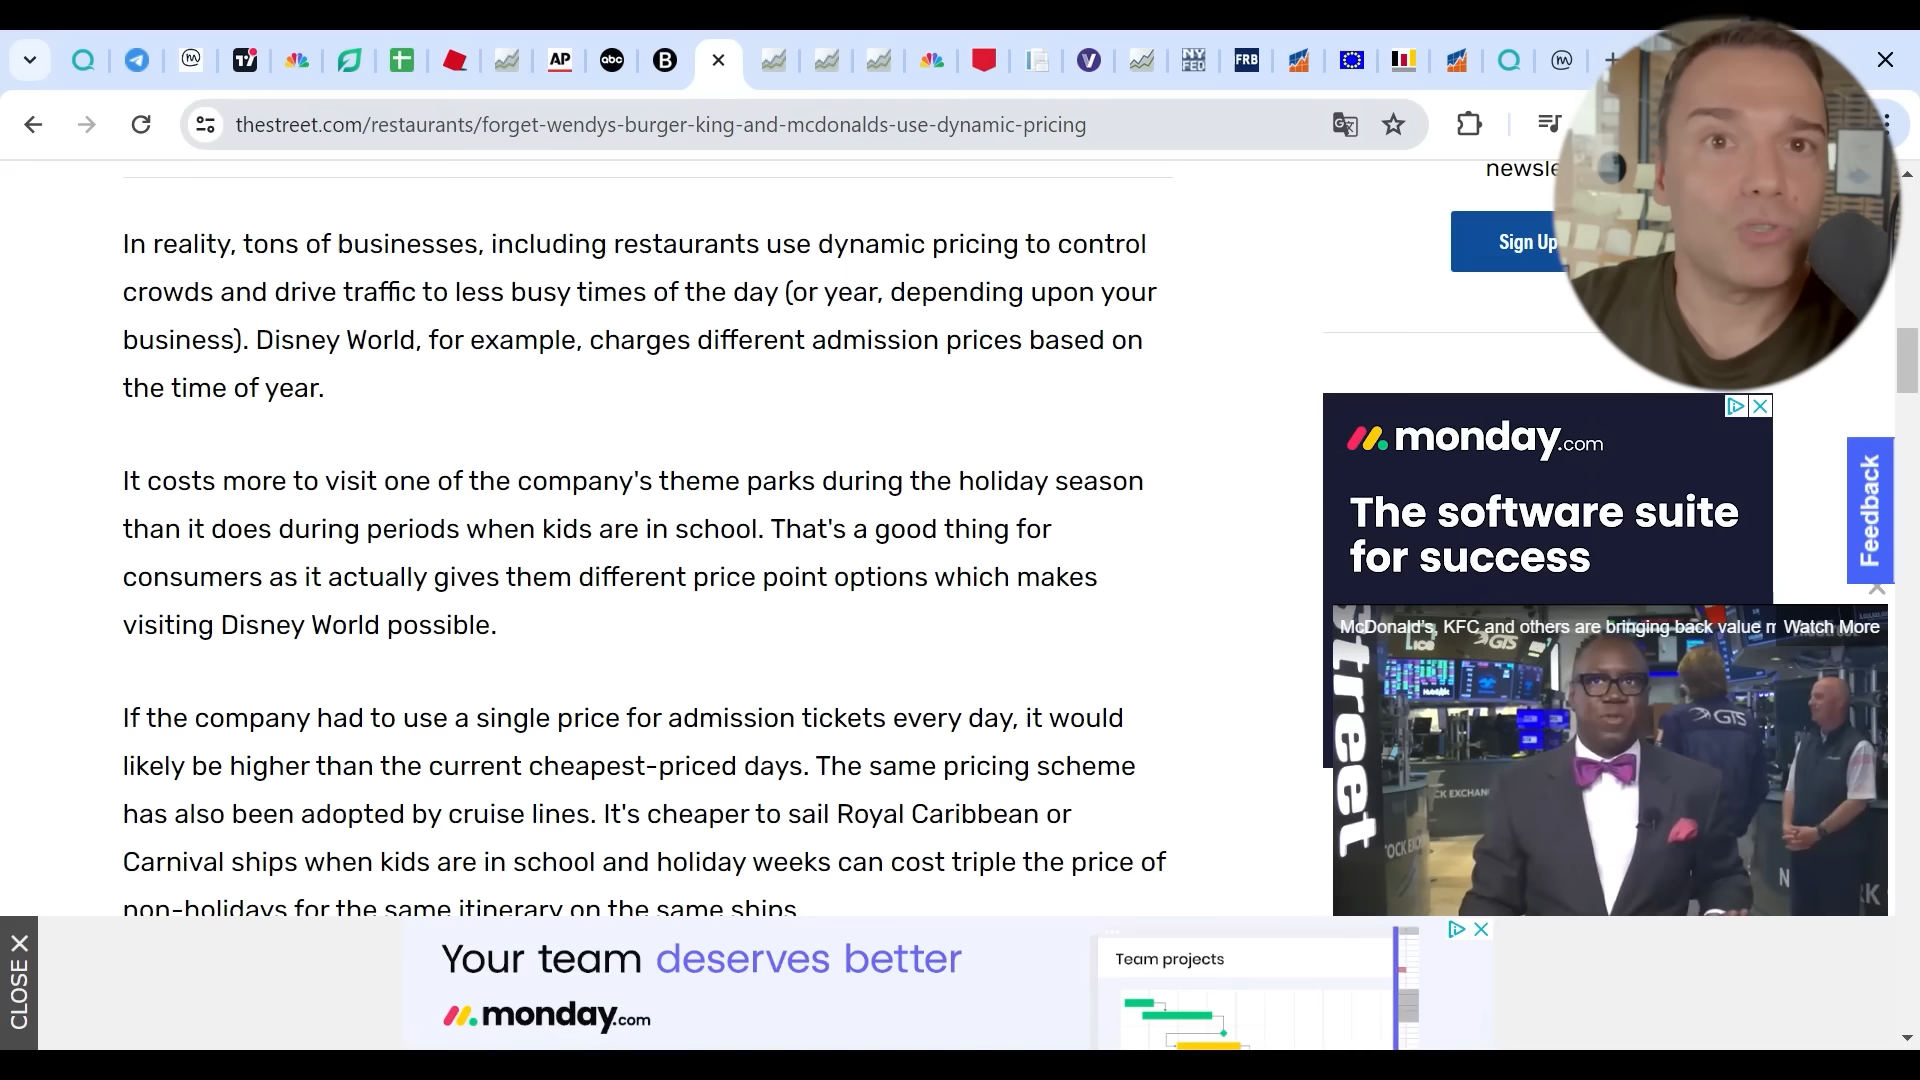 AP
abc
B
V
NY
FED
FRB
thestreet.com/restaurants/forget-wendys-burger-king-and-mcdonalds-use-dynamic-pricing
In reality, tons of businesses, including restaurants use dynamic pricing to control
crowds and drive traffic to less busy times of the day (or year, depending upon your
business). Disney World, for example, charges different admission prices based on
the time of year.
It costs more to visit one of the company's theme parks during the holiday season
than it does during periods when kids are in school. That's a good thing for
consumers as it actually gives them different price point options which makes
visiting Disney World possible.
If the company had to use a single price for admission tickets every day, it would
likely be higher than the current cheapest-priced days. The same pricing scheme
has also been adopted by cruise lines. It's cheaper to sail Royal Caribbean or
Carnival ships when kids are in school and holiday weeks can cost triple the price of
non-holidays for the same itinerary on the same ships
newsle
Sign Up
monday.com
The software suite
for success
Feedback
McDonald's, KFC and others are bringing back value m
Watch More
GTS
GTS
treet
CK EXCHAN
CLOSE X
Your team deserves better
monday.com
Team projects